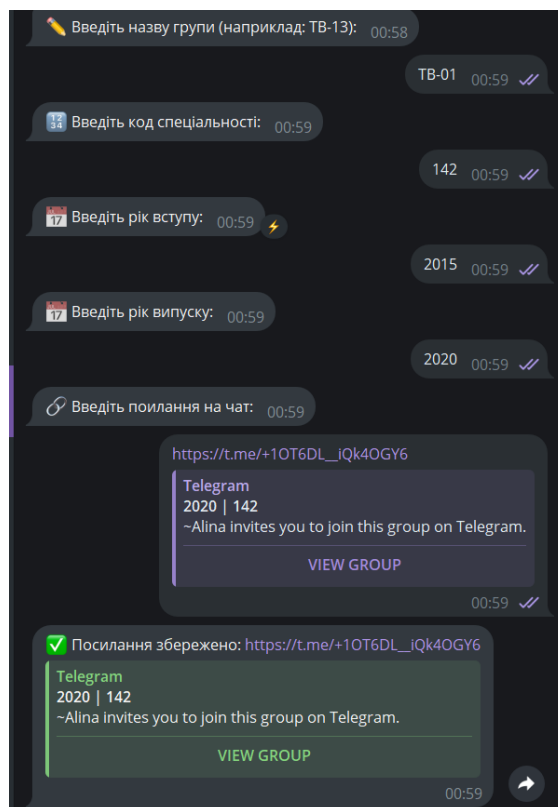 Введіть назву групи (наприклад: ТВ-13): 00:58
ТВ-01 00:59
Введіть код спеціальності: 00:59
142 00:59
Введіть рік вступу: 00:59
2015 00:59
Введіть рік випуску: 00:59
2020 00:59
Введіть поилання на чат: 00:59
https://t.me/+1OT6DL__iQk4OGY6
Telegram
2020 | 142
~Alina invites you to join this group on Telegram.
VIEW GROUP
00:59
Посилання збережено: https://t.me/+1OT6DL__iQk4OGY6
Telegram
2020 | 142
~Alina invites you to join this group on Telegram.
VIEW GROUP
00:59